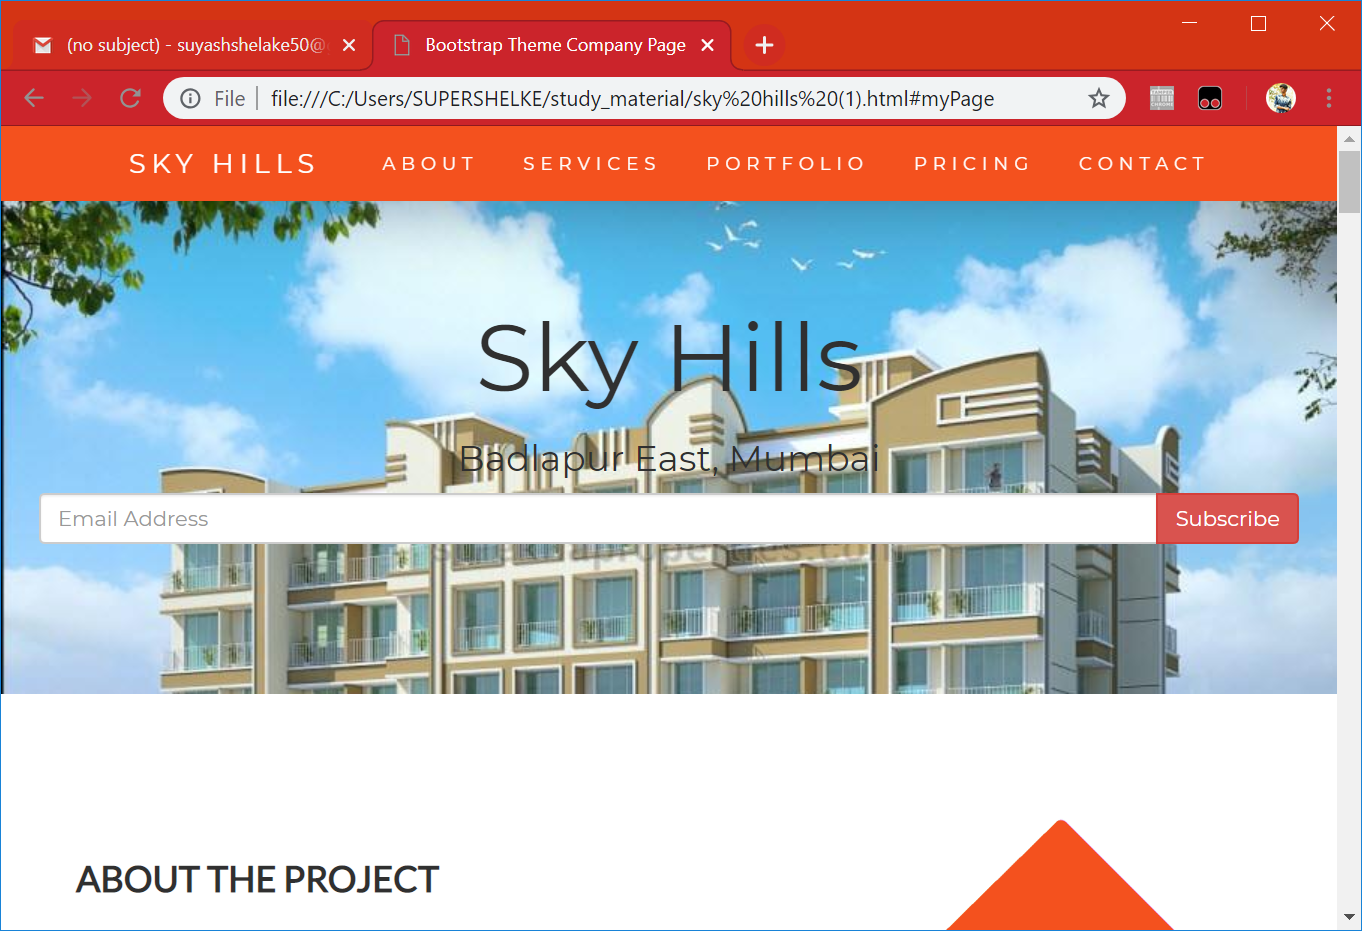 (no subject) - suyashshelake50@
Bootstrap Theme Company Page
File
file:///C:/Users/SUPERSHELKE/study_material/sky%20hills%20(1).html#myPage
SKY HILLS
ABOUT
SERVICES
PORTFOLIO
PRICING
CONTACT
Sky Hills
Badlapur East, Mumbai
Email Address
Subscribe
ABOUT THE PROJECT